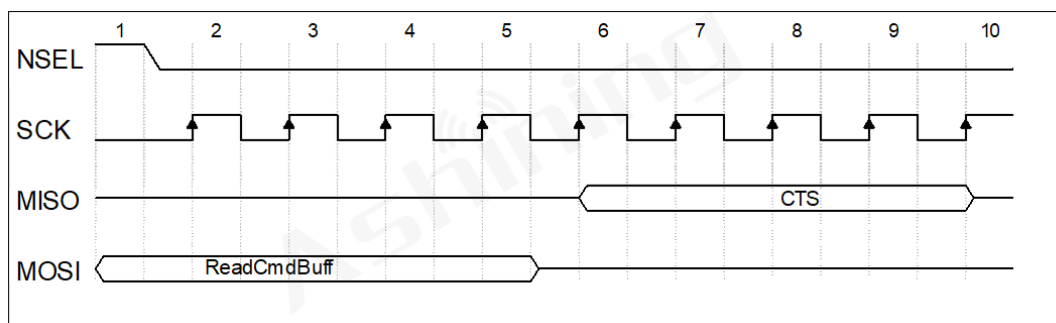 1 2 3 4 5 6 7 8 9 10
NSEL
SCK
MISO CTS
MOSI ReadCmdBuff
Ashining